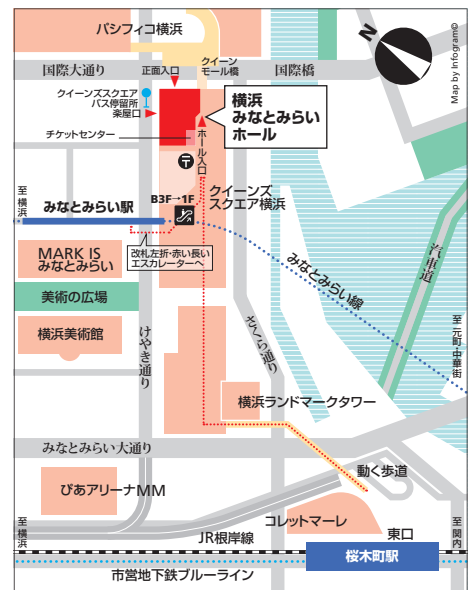 パシフィコ横浜
クイーン
モール橋
国際大通り
正面入口
国際橋
N
Map by Infogram©
クイーンズスクエア
バス停留所
楽屋口
横浜
みなとみらい
ホール
チケットセンター
ホール入口
至横浜
みなとみらい駅
B3F→1F
クイーンズ
スクエア横浜
改札左折・赤い長い
エスカレーターへ
MARK IS
みなとみらい
みなとみらい線
汽車道
美術の広場
横浜美術館
けやき通り
さくら通り
至元町・中華街
横浜ランドマークタワー
みなとみらい大通り
動く歩道
ぴあアリーナMM
コレットマーレ
東口
至横浜
JR根岸線
至関内
桜木町駅
市営地下鉄ブルーライン